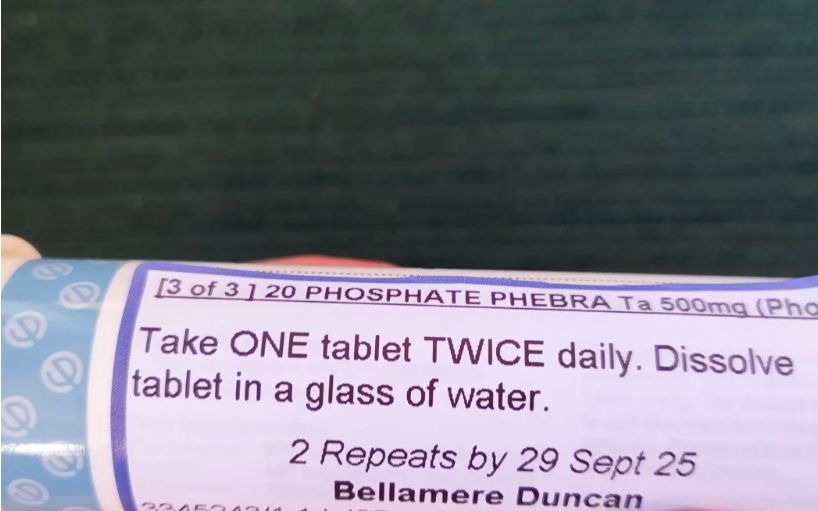 [3 of 3 ] 20 PHOSPHATE PHEBRA Ta 500mg (Pho
Take ONE tablet TWICE daily. Dissolve
tablet in a glass of water.
2 Repeats by 29 Sept 25
Bellamere Duncan